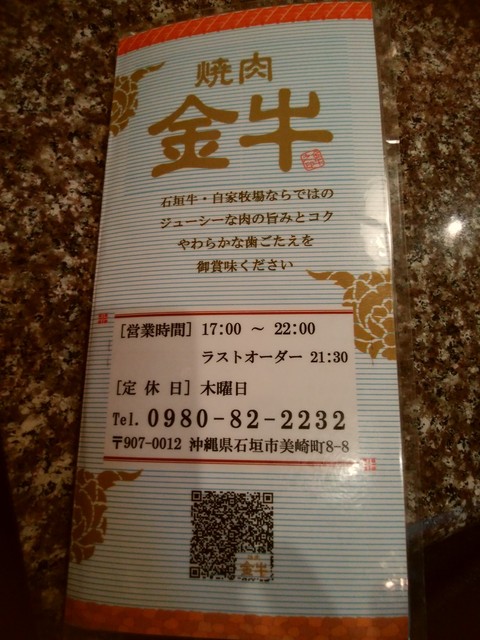 焼肉
金牛
石垣牛・自家牧場ならではの
ジューシーな肉の旨みとコク
やわらかな歯ごたえを
御賞味ください
[営業時間] 17:00 ～ 22:00
ラストオーダー 21:30
[定休日] 木曜日
Tel. 0980-82-2232
〒907-0012 沖縄県石垣市美崎町8-8
金牛